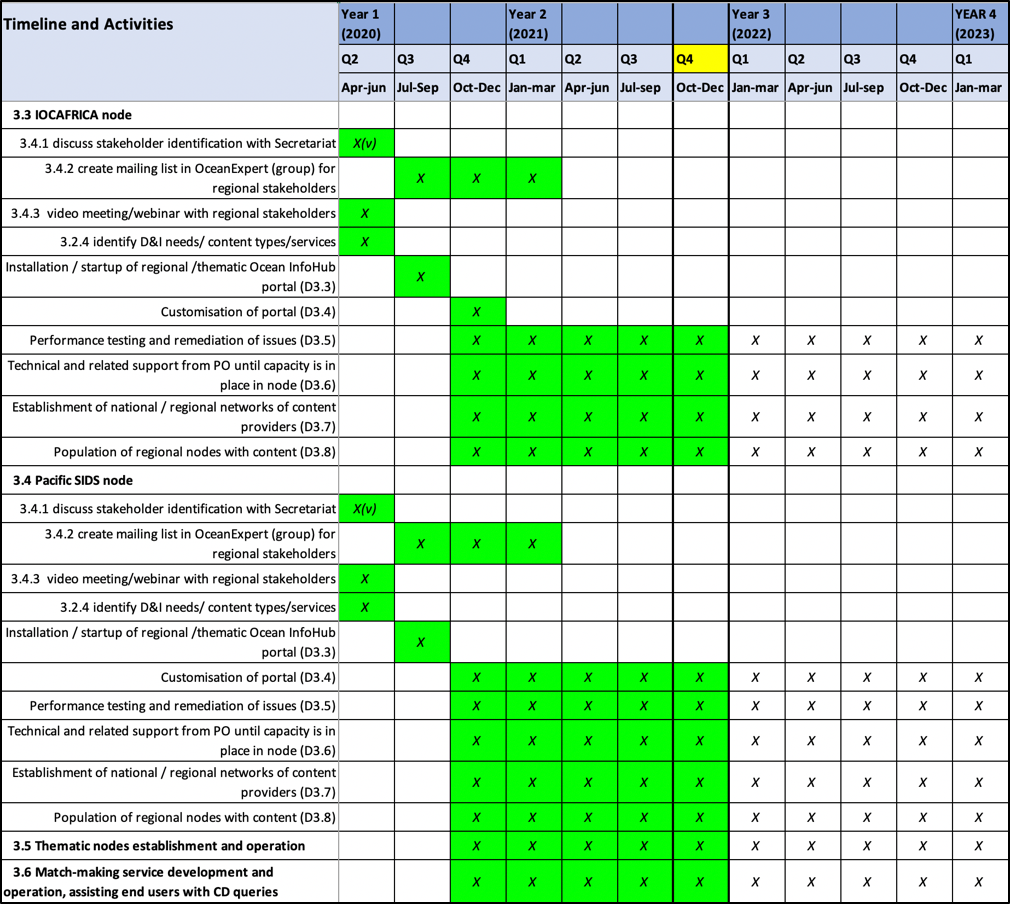 Timeline and Activities
Year 1 (2020) Year 2 (2021) Year 3 (2022) YEAR 4 (2023)
Q2 Q3 Q4 Q1 Q2 Q3 Q4 Q1 Q2 Q3 Q4 Q1
Apr-jun Jul-Sep Oct-Dec Jan-mar Apr-jun Jul-sep Oct-Dec Jan-mar Apr-jun Jul-sep Oct-Dec Jan-mar
3.3 IOCAFRICA node
3.4.1 discuss stakeholder identification with Secretariat X(v)
3.4.2 create mailing list in OceanExpert (group) for
regional stakeholders X X X
3.4.3 video meeting/webinar with regional stakeholders X
3.2.4 identify D&I needs/ content types/services X
Installation / startup of regional /thematic Ocean InfoHub
portal (D3.3) X
Customisation of portal (D3.4) X
Performance testing and remediation of issues (D3.5) X X X X X X X X X X
Technical and related support from PO until capacity is in
place in node (D3.6) X X X X X X X X X X
Establishment of national / regional networks of content
providers (D3.7) X X X X X X X X X X
Population of regional nodes with content (D3.8) X X X X X X X X X X
3.4 Pacific SIDS node
3.4.1 discuss stakeholder identification with Secretariat X(v)
3.4.2 create mailing list in OceanExpert (group) for
regional stakeholders X X X
3.4.3 video meeting/webinar with regional stakeholders X
3.2.4 identify D&I needs/ content types/services X
Installation / startup of regional /thematic Ocean InfoHub
portal (D3.3) X
Customisation of portal (D3.4) X X X X X X X X X X
Performance testing and remediation of issues (D3.5) X X X X X X X X X X
Technical and related support from PO until capacity is in
place in node (D3.6) X X X X X X X X X X
Establishment of national / regional networks of content
providers (D3.7) X X X X X X X X X X
Population of regional nodes with content (D3.8) X X X X X X X X X X
3.5 Thematic nodes establishment and operation X X X X X X X X X X
3.6 Match-making service development and
operation, assisting end users with CD queries X X X X X X X X X X